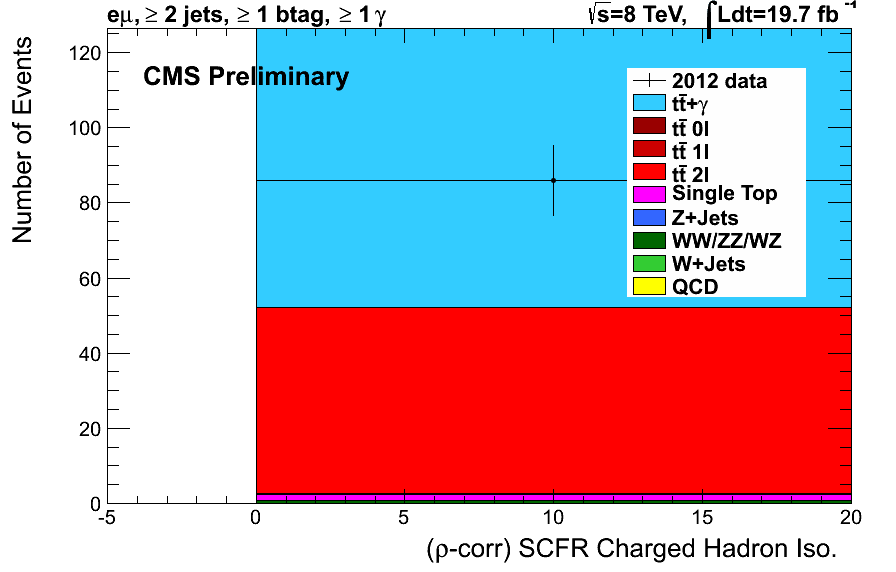 eμ, ≥ 2 jets, ≥ 1 btag, ≥ 1 γ
√s=8 TeV, ∫Ldt=19.7 fb⁻¹
CMS Preliminary
Number of Events
120
100
80
60
40
20
0
2012 data
tt̄+γ
tt̄ 0l
tt̄ 1l
tt̄ 2l
Single Top
Z+Jets
WW/ZZ/WZ
W+Jets
QCD
-5 0 5 10 15 20
(ρ-corr) SCFR Charged Hadron Iso.